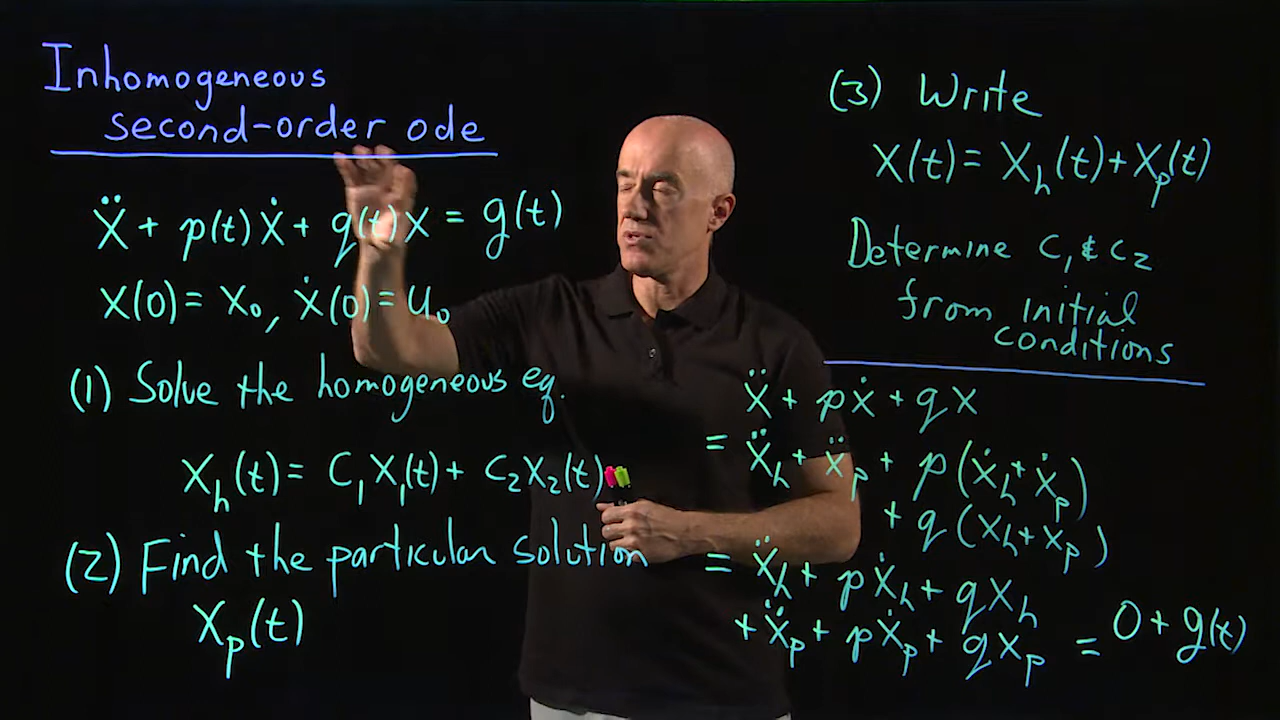 Inhomogeneous
second-order ode
ẍ + p(t)ẋ + q(t)x = g(t)
x(0) = x₀, ẋ(0) = u₀
(1) Solve the homogeneous eq.
xₕ(t) = c₁x₁(t) + c₂x₂(t)
(2) Find the particular solution
xₚ(t)
(3) Write
x(t) = xₕ(t) + xₚ(t)
Determine c₁ & c₂
from initial
conditions
ẍ + pẋ + qx
= ẍₕ + ẍₚ + p(ẋₕ + ẋₚ)
+ q(xₕ + xₚ)
= ẍₕ + pẋₕ + qxₕ
+ ẍₚ + pẋₚ + qxₚ = 0 + g(t)